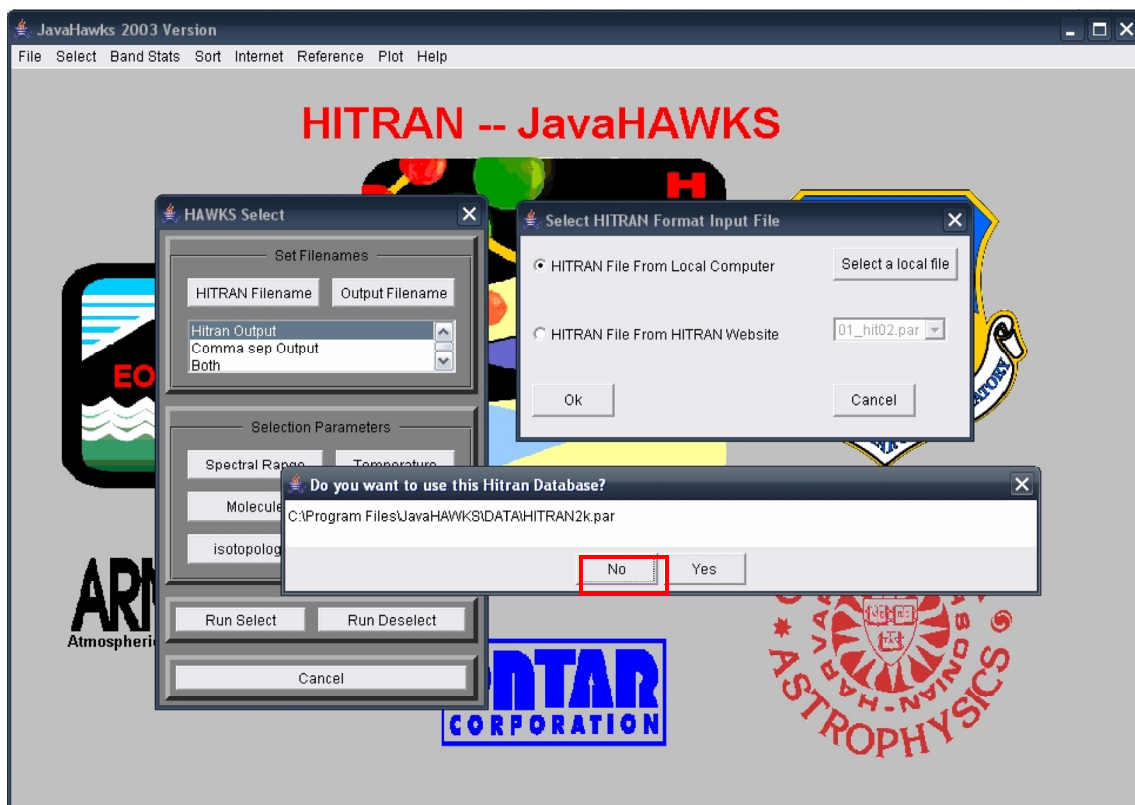 JavaHawks 2003 Version
File Select Band Stats Sort Internet Reference Plot Help
HITRAN -- JavaHAWKS
H
HAWKS Select
Set Filenames
HITRAN Filename Output Filename
Hitran Output
Comma sep Output
Both
Selection Parameters
Spectral Range Temperature
Molecule
isotopolog
Run Select Run Deselect
Cancel
Select HITRAN Format Input File
HITRAN File From Local Computer Select a local file
HITRAN File From HITRAN Website 01_hit02.par
Ok Cancel
Do you want to use this Hitran Database?
C:\Program Files\JavaHAWKS\DATA\HITRAN2k.par
No Yes
EO
ATORY
ARM
Atmospheri
ONTAR
CORPORATION
ASTROPHYSICS